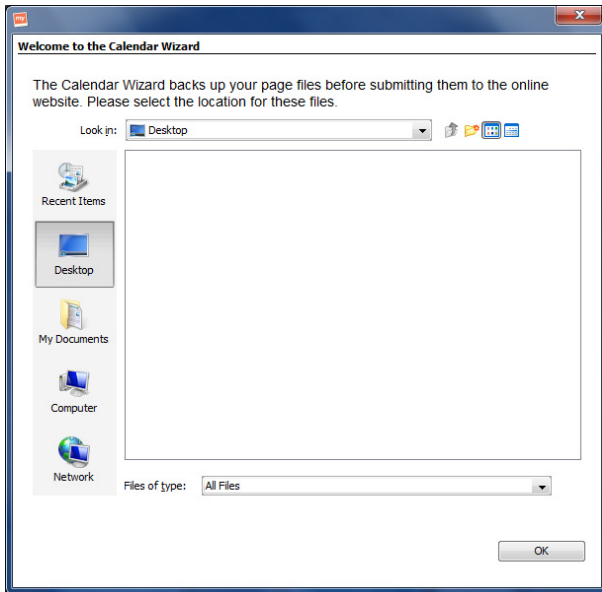 my
Welcome to the Calendar Wizard
The Calendar Wizard backs up your page files before submitting them to the online
website. Please select the location for these files.
Look in: Desktop
Recent Items
Desktop
My Documents
Computer
Network
Files of type: All Files
OK